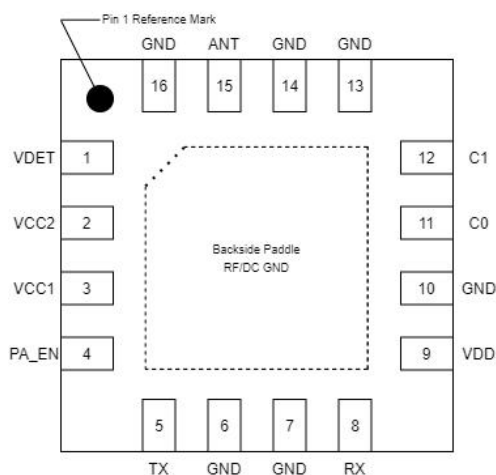 Pin 1 Reference Mark
GND ANT GND GND
16 15 14 13
VDET 1 12 C1
VCC2 2 11 C0
Backside Paddle
RF/DC GND
VCC1 3 10 GND
PA_EN 4 9 VDD
5 6 7 8
TX GND GND RX